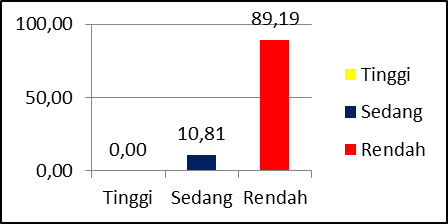 100,00
50,00
0,00
0,00
10,81
89,19
Tinggi Sedang Rendah
Tinggi
Sedang
Rendah